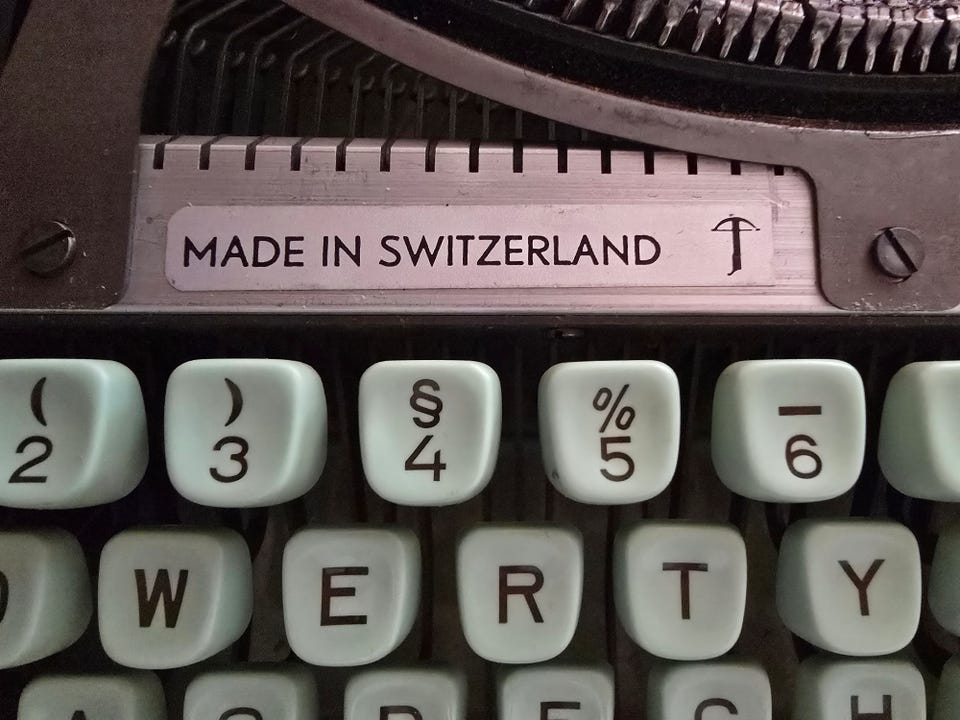 MADE IN SWITZERLAND
( ) § % _
2 3 4 5 6
W E R T Y